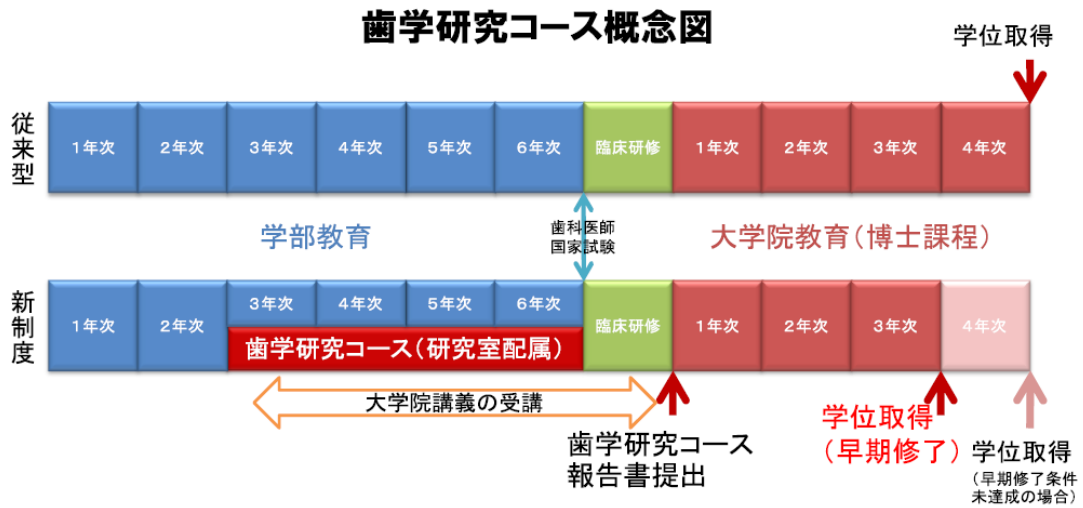 歯学研究コース概念図
学位取得
従来型
1年次 2年次 3年次 4年次 5年次 6年次 臨床研修 1年次 2年次 3年次 4年次
学部教育
歯科医師
国家試験
大学院教育(博士課程)
新制度
1年次 2年次 3年次 4年次 5年次 6年次 臨床研修 1年次 2年次 3年次 4年次
歯学研究コース(研究室配属)
大学院講義の受講
歯学研究コース
報告書提出
学位取得
(早期修了)
学位取得
(早期修了条件
未達成の場合)